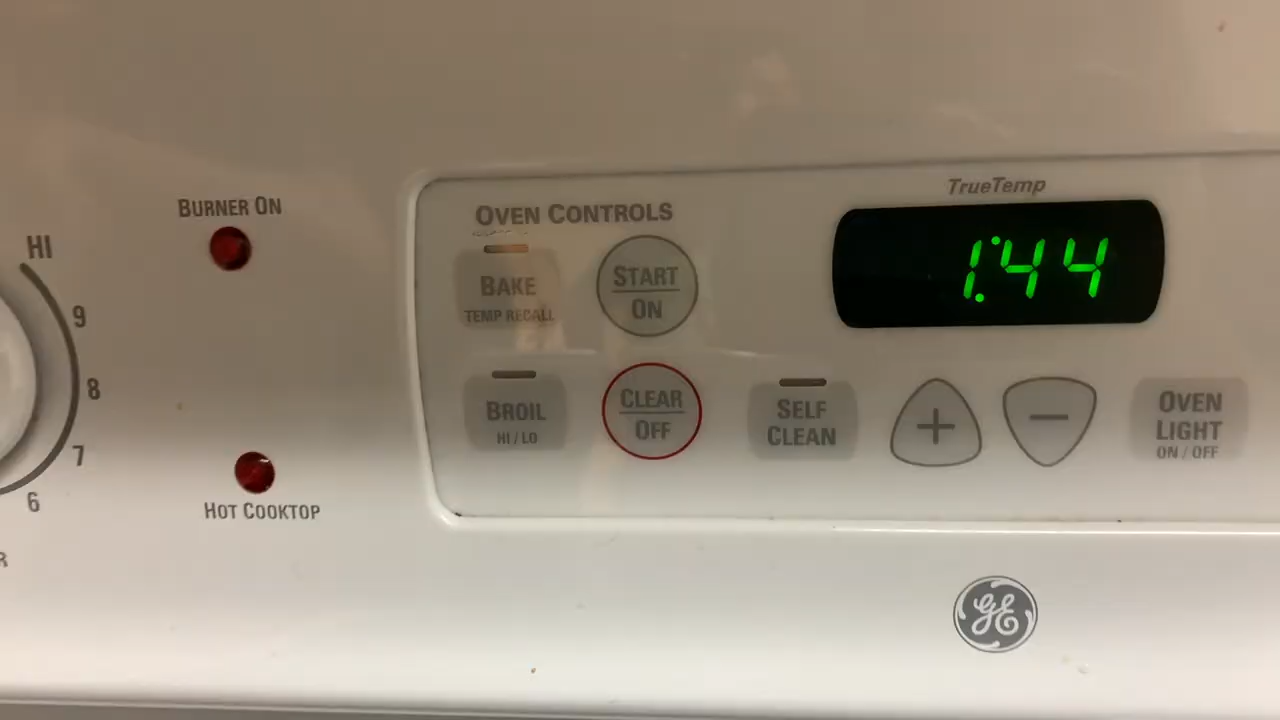 TrueTemp
BURNER ON
OVEN CONTROLS
HI
1:44
BAKE
TEMP RECALL
START
ON
9
8
BROIL
HI / LO
CLEAR
OFF
SELF
CLEAN
+
−
OVEN
LIGHT
ON / OFF
7
6
HOT COOKTOP
R
GE